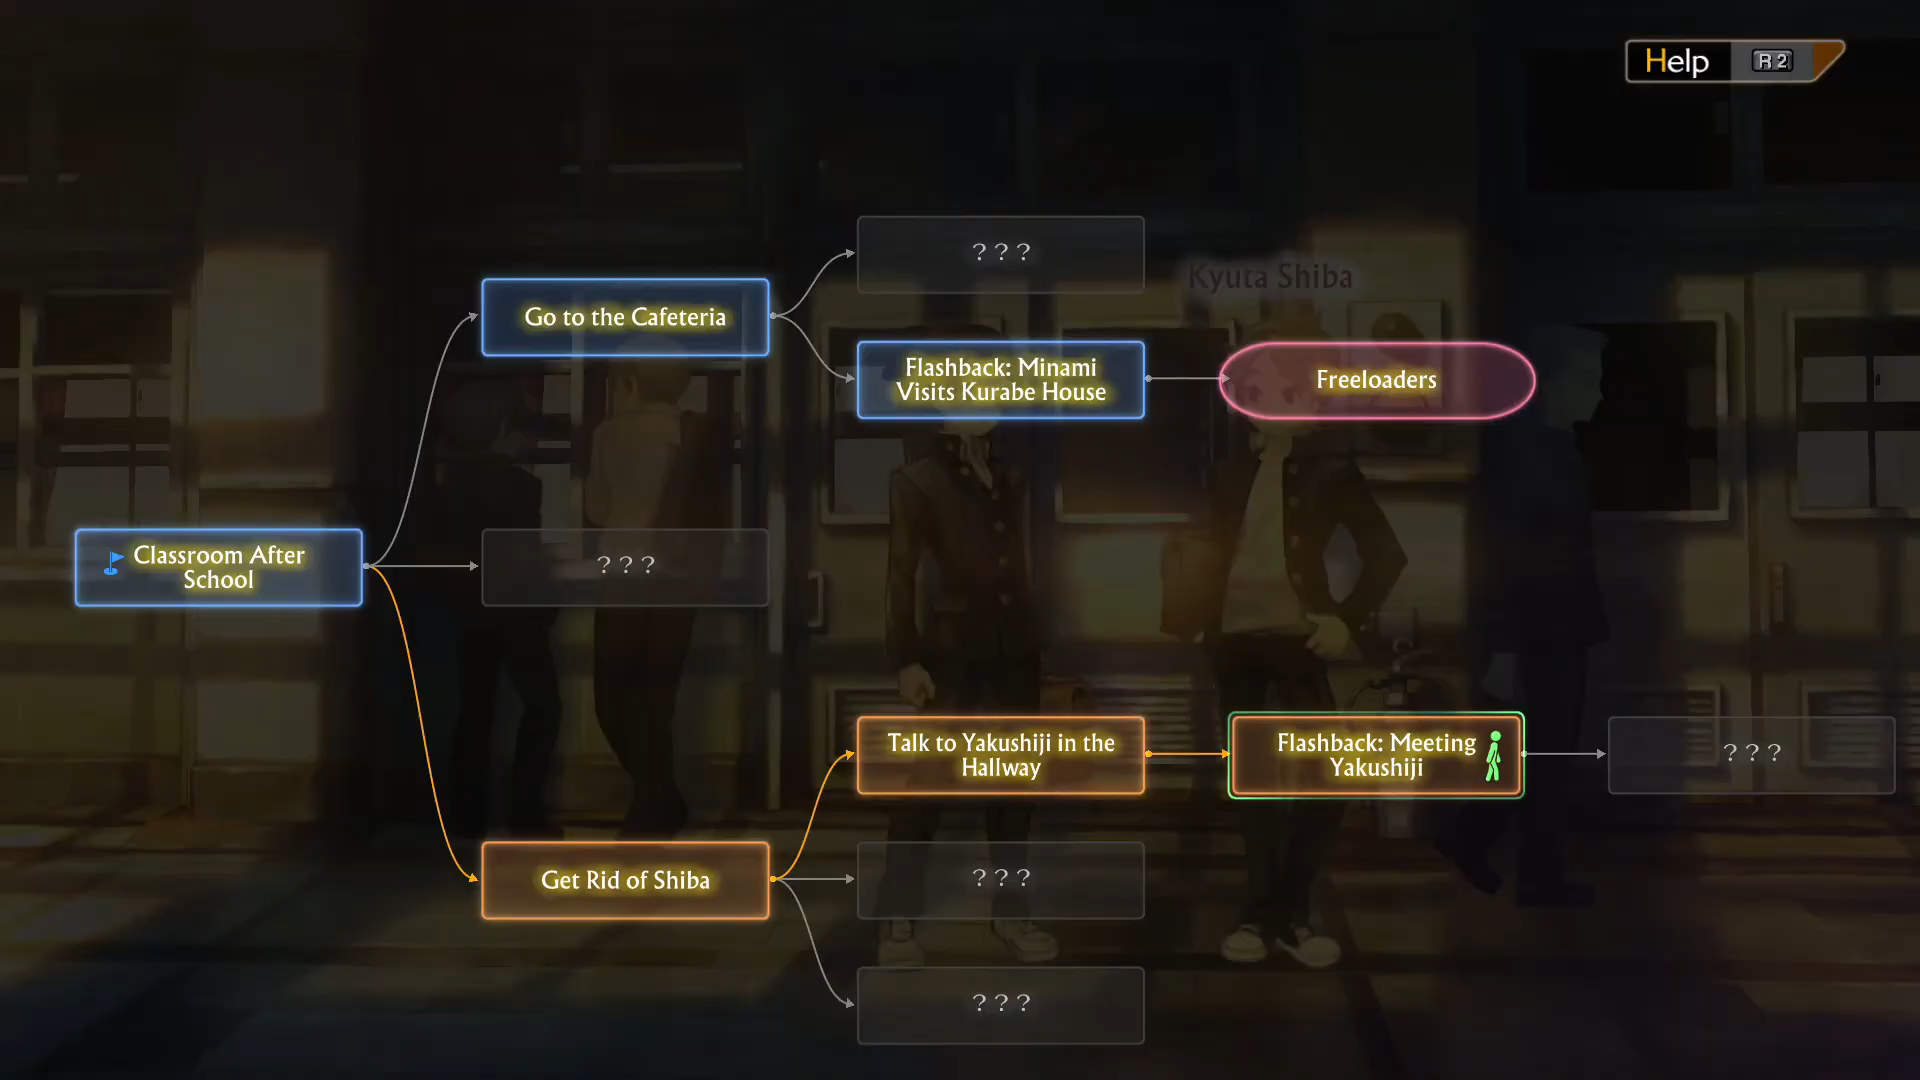 Help R2
? ? ?
Kyuta Shiba
Go to the Cafeteria
Flashback: Minami
Visits Kurabe House
Freeloaders
Classroom After
School
? ? ?
Talk to Yakushiji in the
Hallway
Flashback: Meeting
Yakushiji
? ? ?
Get Rid of Shiba
? ? ?
? ? ?